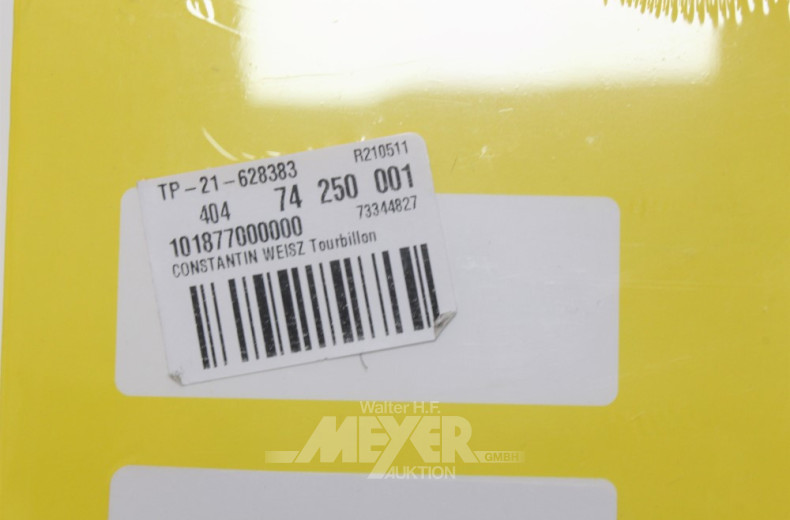 TP-21-628383 R210511
404 74 250 001
101877000000 73344827
CONSTANTIN WEISZ Tourbillon
Walter H.F.
MEYER
GMBH
AUKTION